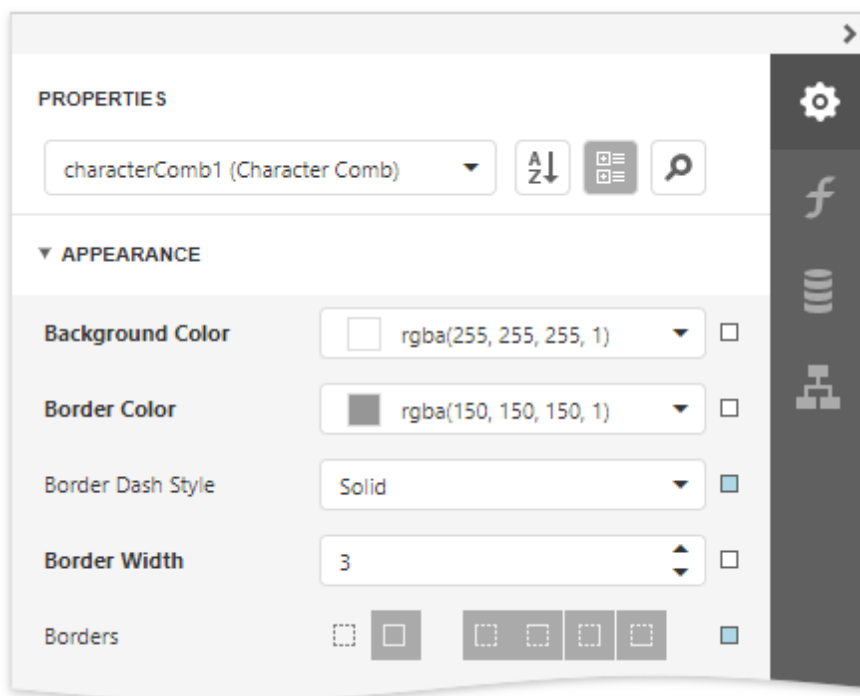 PROPERTIES
characterComb1 (Character Comb)
A
Z
APPEARANCE
Background Color
rgba(255, 255, 255, 1)
Border Color
rgba(150, 150, 150, 1)
Border Dash Style
Solid
Border Width
3
Borders